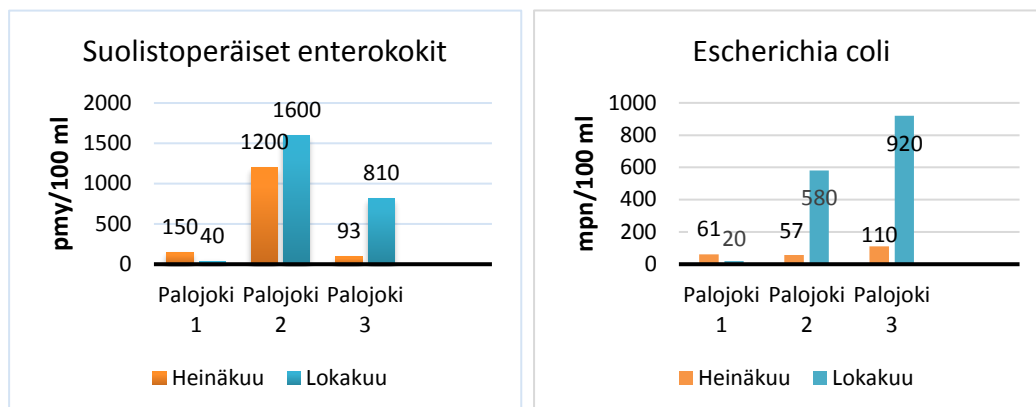 Suolistoperäiset enterokokit
pmy/100 ml
2000
1500
1000
500
0
150
40
1200
1600
93
810
Palojoki
1
Palojoki
2
Palojoki
3
Heinäkuu
Lokakuu
Escherichia coli
mpn/100 ml
1000
800
600
400
200
0
61
20
57
580
110
920
Palojoki
1
Palojoki
2
Palojoki
3
Heinäkuu
Lokakuu